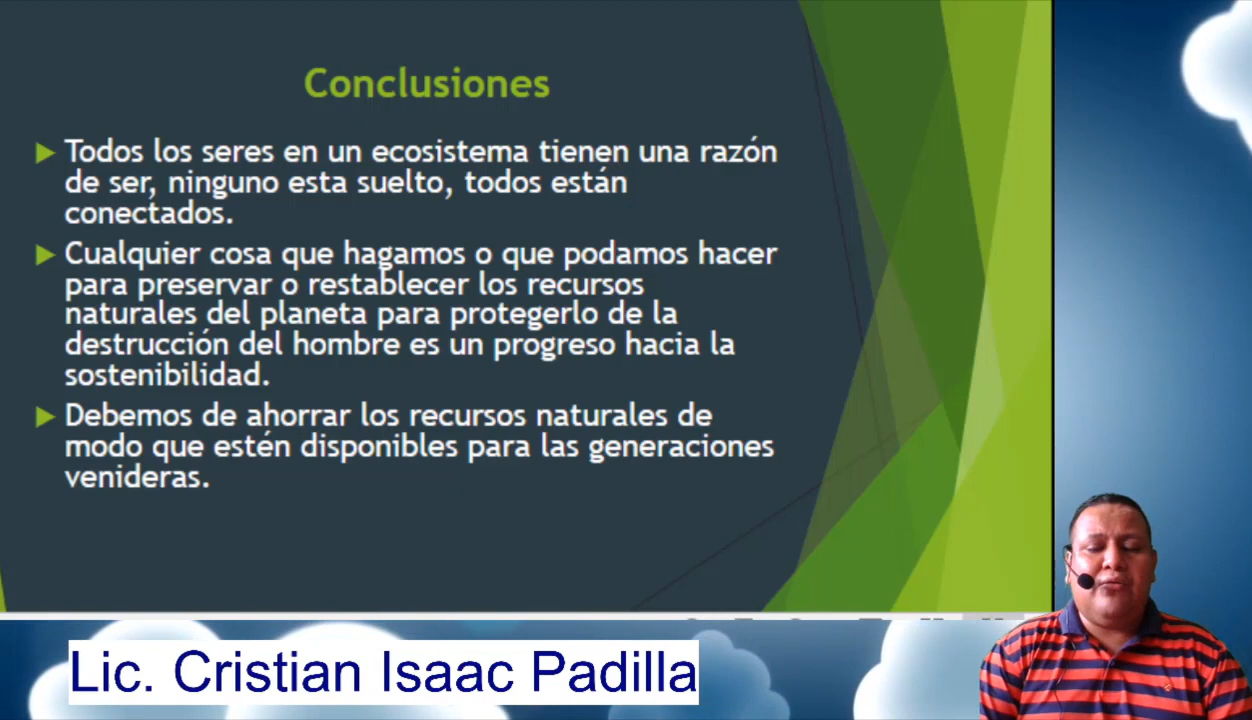 Conclusiones
Todos los seres en un ecosistema tienen una razón
de ser, ninguno esta suelto, todos están
conectados.
Cualquier cosa que hagamos o que podamos hacer
para preservar o restablecer los recursos
naturales del planeta para protegerlo de la
destrucción del hombre es un progreso hacia la
sostenibilidad.
Debemos de ahorrar los recursos naturales de
modo que estén disponibles para las generaciones
venideras.
Lic. Cristian Isaac Padilla